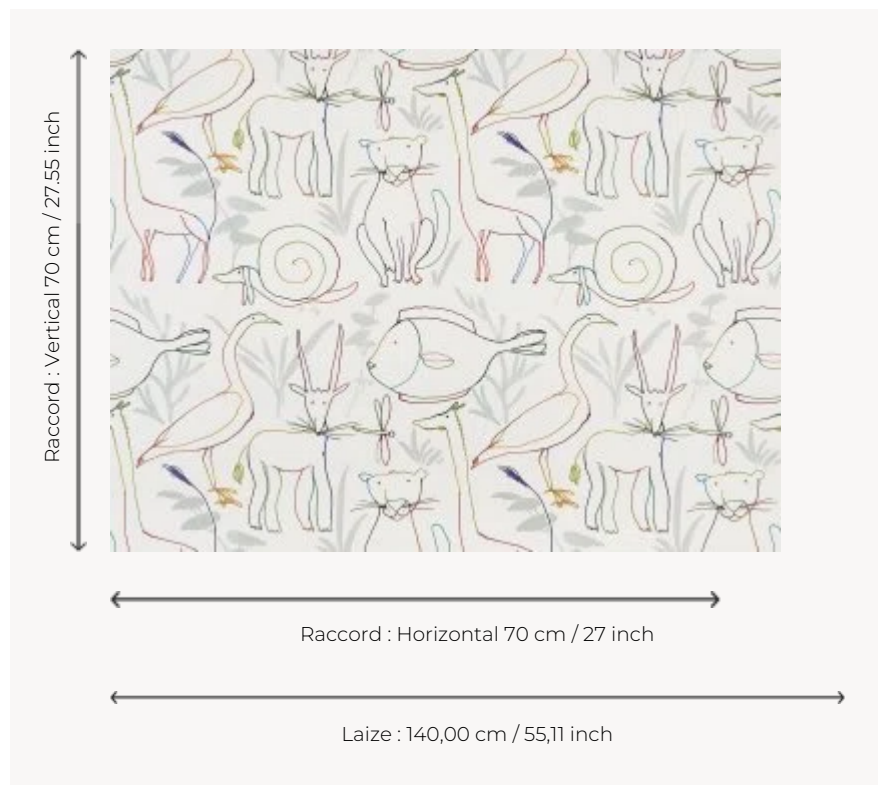 Raccord : Vertical 70 cm / 27.55 inch
Raccord : Horizontal 70 cm / 27 inch
Laize : 140,00 cm / 55,11 inch